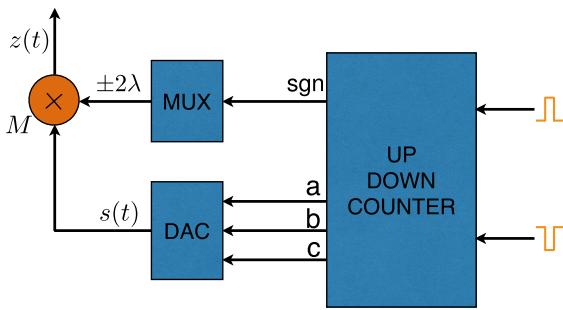 z(t)
±2λ
sgn
×
MUX
M
UP
DOWN
COUNTER
a
s(t)
DAC
b
c